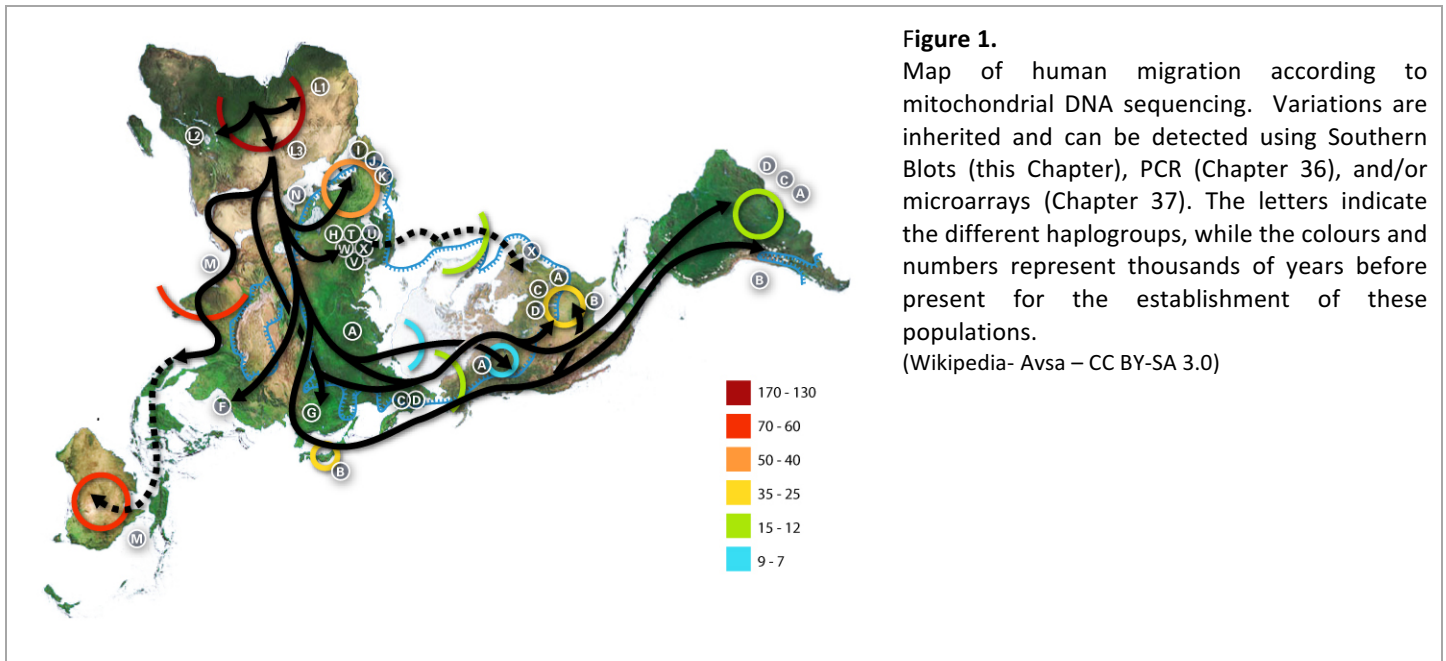 Figure 1.
Map of human migration according to
mitochondrial DNA sequencing. Variations are
inherited and can be detected using Southern
Blots (this Chapter), PCR (Chapter 36), and/or
microarrays (Chapter 37). The letters indicate
the different haplogroups, while the colours and
numbers represent thousands of years before
present for the establishment of these
populations.
(Wikipedia- Avsa – CC BY-SA 3.0)
L1
L2
L3
I
J
K
N
H T U
W X
V
M
A
F
G
C D
B
M
X
A
C
B
D
A
D
C
A
B
170 - 130
70 - 60
50 - 40
35 - 25
15 - 12
9 - 7